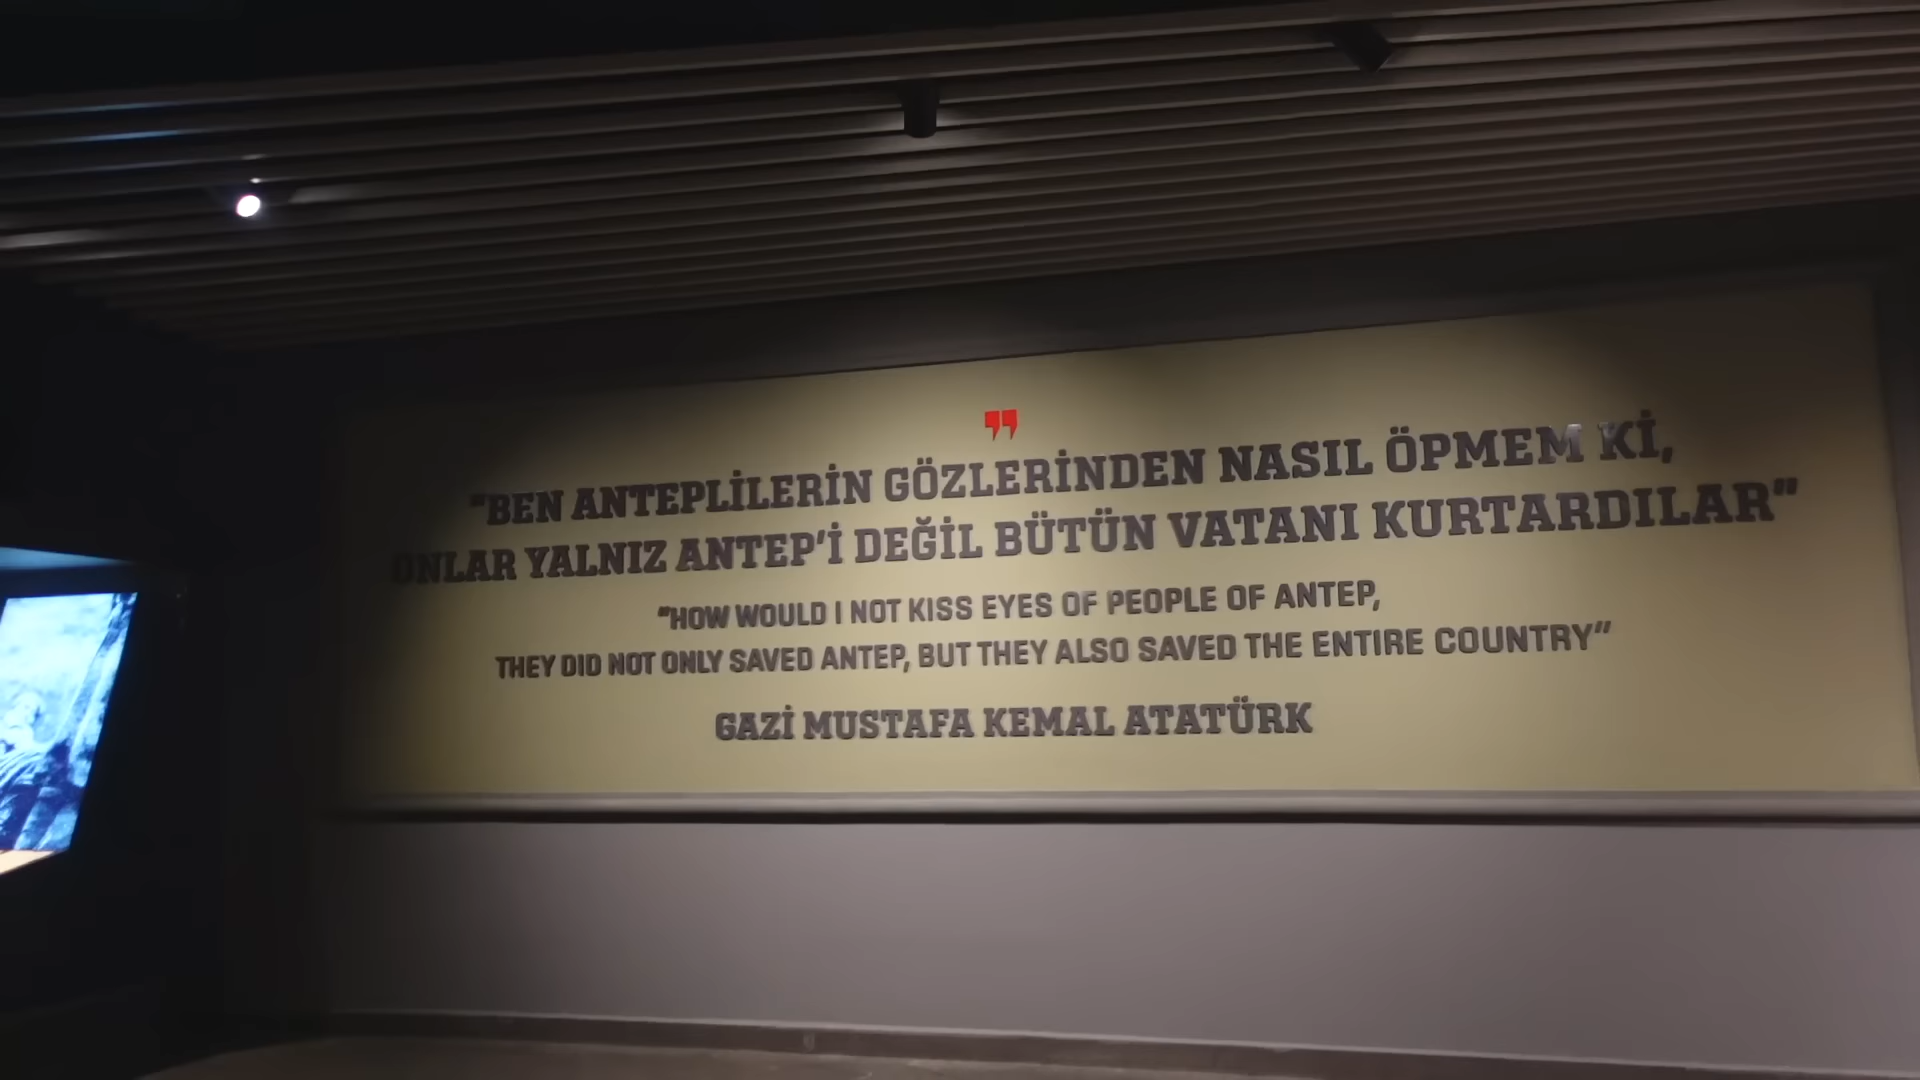 "BEN ANTEPLİLERİN GÖZLERİNDEN NASIL ÖPMEM Kİ,
ONLAR YALNIZ ANTEP'İ DEĞİL BÜTÜN VATANI KURTARDILAR"
"HOW WOULD I NOT KISS EYES OF PEOPLE OF ANTEP,
THEY DID NOT ONLY SAVED ANTEP, BUT THEY ALSO SAVED THE ENTIRE COUNTRY"
GAZİ MUSTAFA KEMAL ATATÜRK